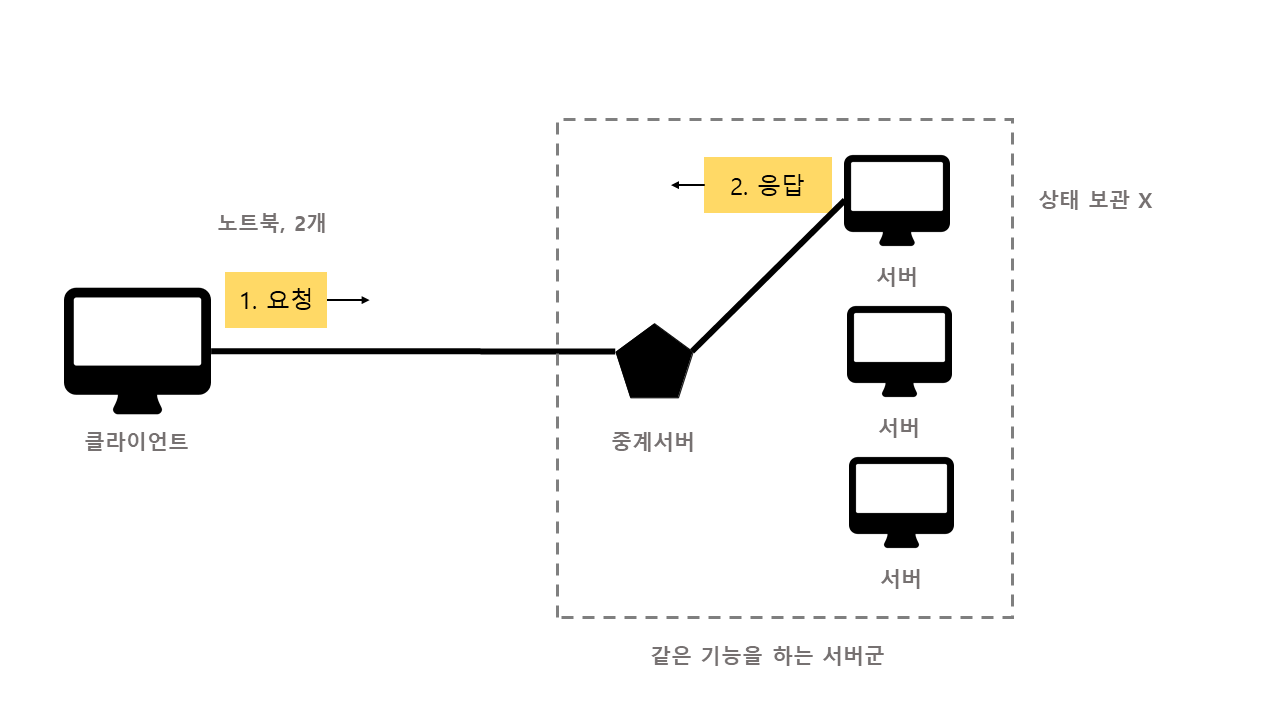 노트북, 2개
1. 요청
클라이언트
2. 응답
중계서버
서버
서버
서버
상태 보관 X
같은 기능을 하는 서버군